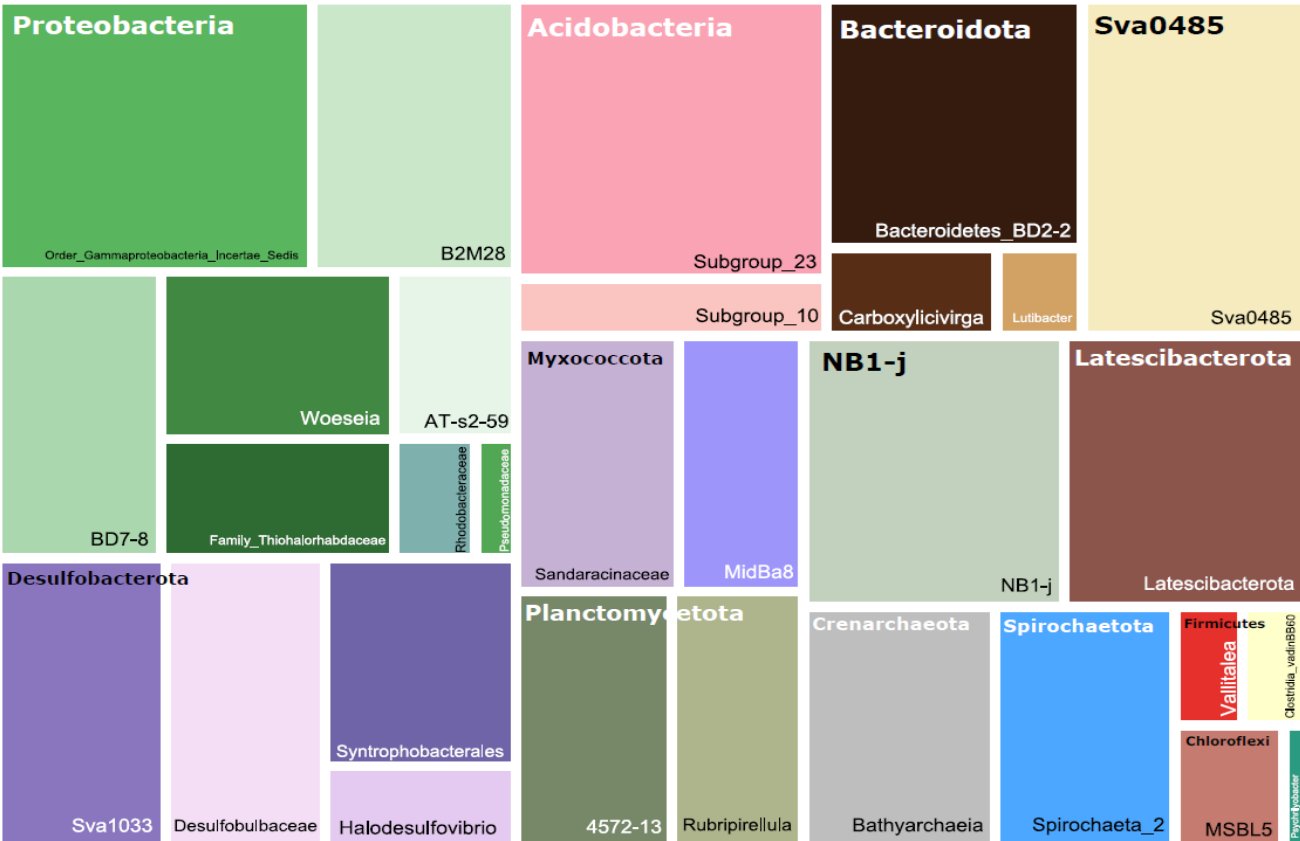 Proteobacteria
Order_Gammaproteobacteria_Incertae_Sedis
B2M28
BD7-8
Woeseia
AT-s2-59
Family_Thiohalorhabdaceae
Rhodobacteraceae
Pseudomonadaceae
Acidobacteria
Subgroup_23
Subgroup_10
Bacteroidota
Bacteroidetes_BD2-2
Carboxylicivirga
Lutibacter
Sva0485
Sva0485
Myxococcota
Sandaracinaceae
MidBa8
NB1-j
NB1-j
Latescibacterota
Latescibacterota
Desulfobacterota
Sva1033
Desulfobulbaceae
Syntrophobacterales
Halodesulfovibrio
Planctomycetota
4572-13
Rubripirellula
Crenarchaeota
Bathyarchaeia
Spirochaetota
Spirochaeta_2
Firmicutes
Vallitalea
Clostridia_vadinBB60
Chloroflexi
MSBL5
Psychrilyobacter